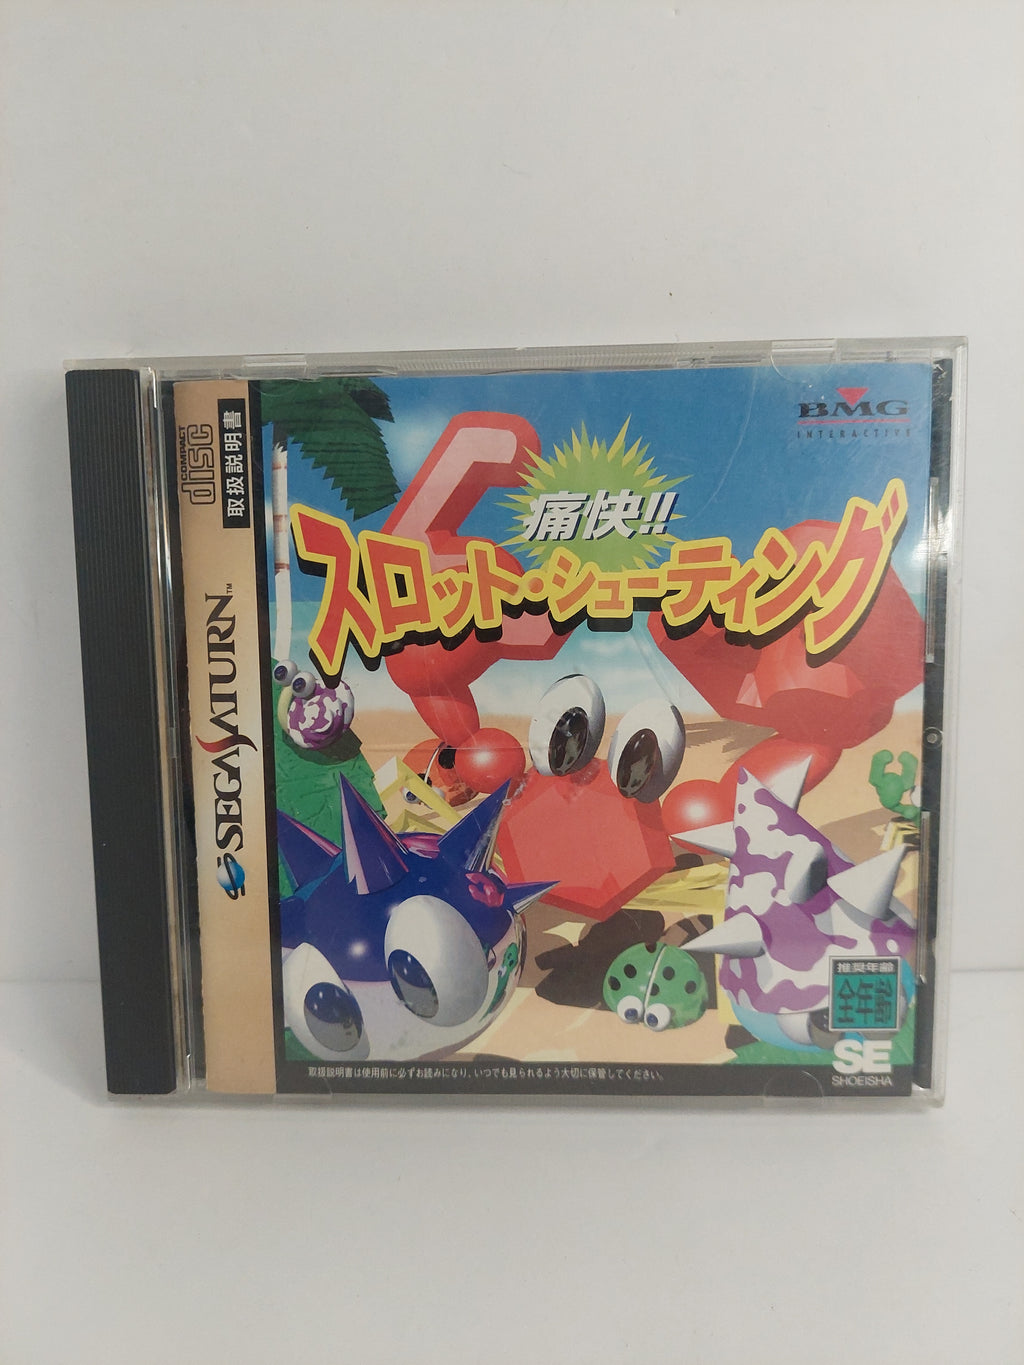 COMPACT
disc
取扱説明書
SEGA SATURN™
BMG
INTERACTIVE
痛快!!
スロット・シューティング
推奨年齢
全年齢
SE
SHOEISHA
取扱説明書は使用前に必ずお読みになり、いつでも見られるよう大切に保管してください。